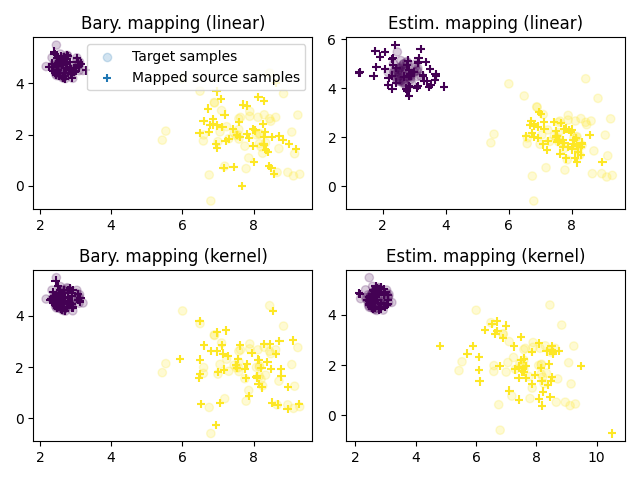 Bary. mapping (linear)
Target samples
Mapped source samples
4
2
0
2 4 6 8
Estim. mapping (linear)
6
4
2
0
2 4 6 8
Bary. mapping (kernel)
4
2
0
2 4 6 8
Estim. mapping (kernel)
4
2
0
2 4 6 8 10